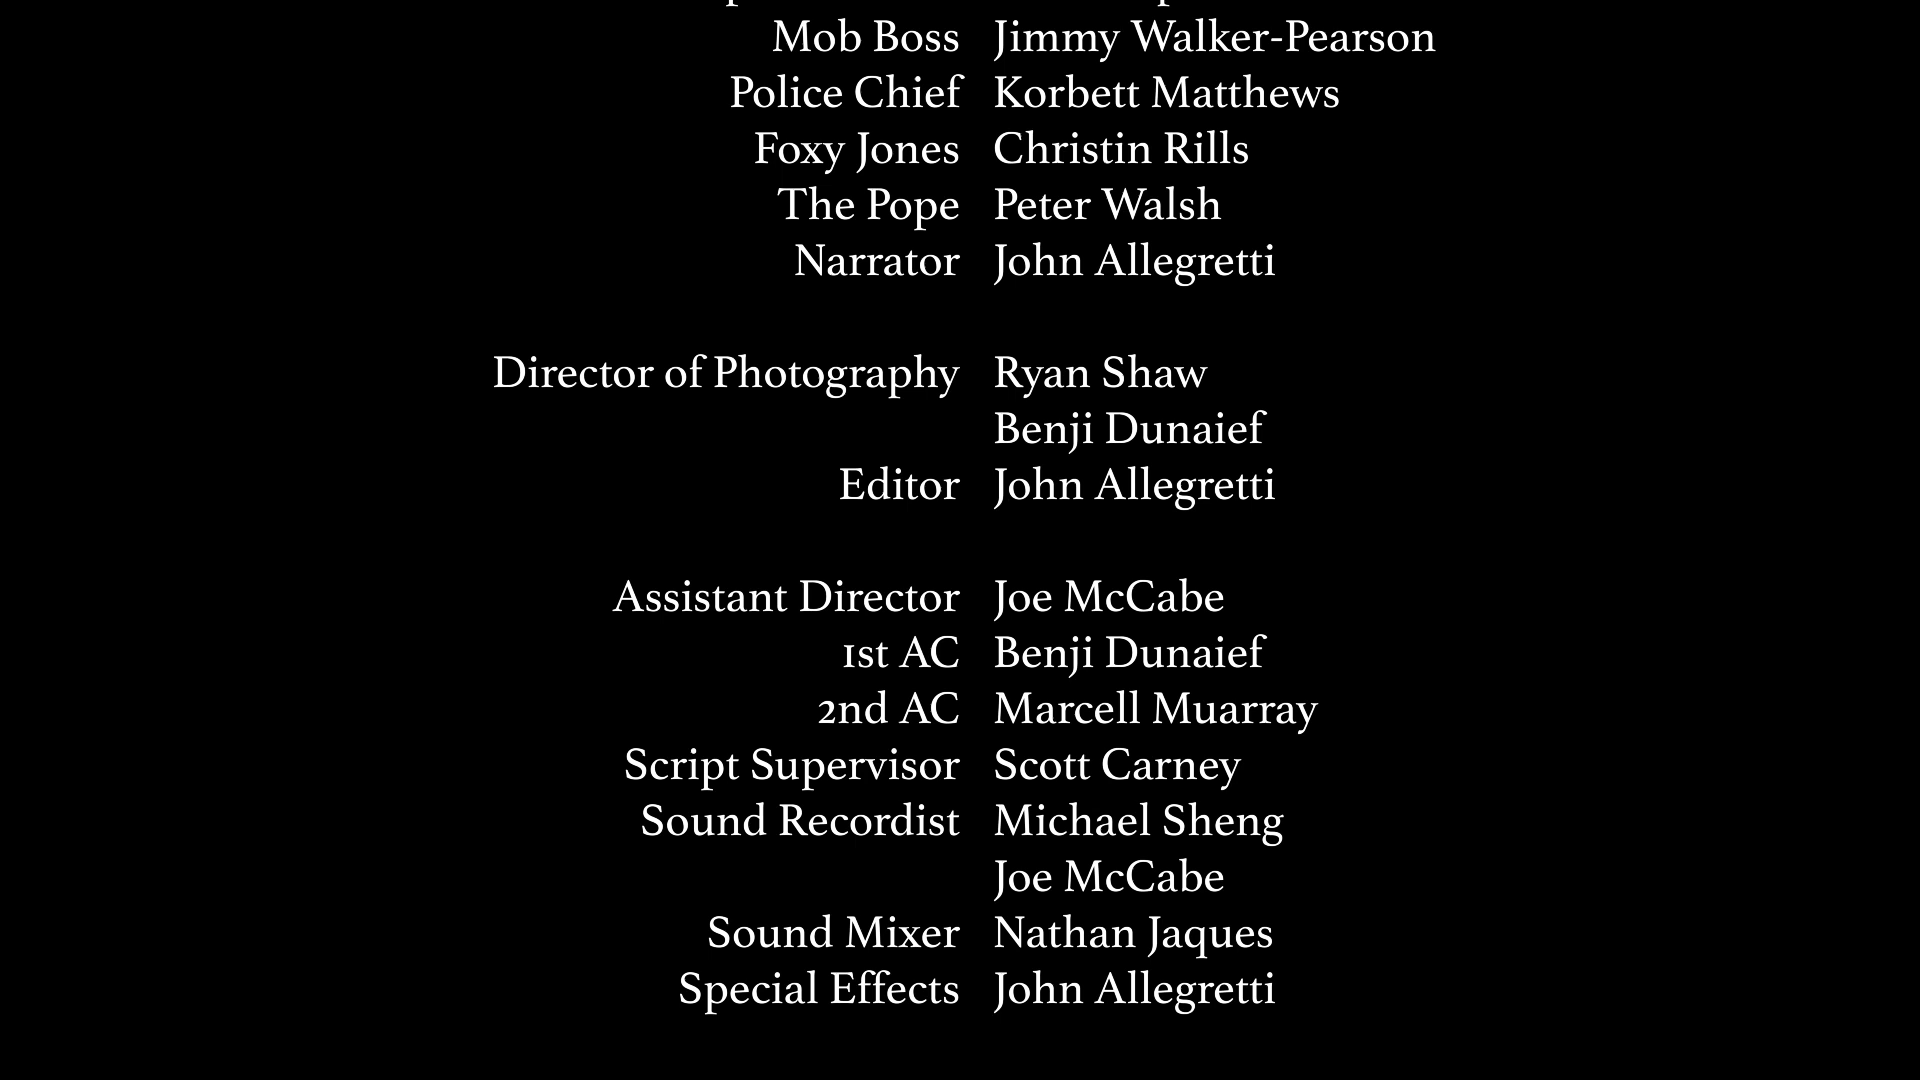 Mob Boss Jimmy Walker-Pearson
Police Chief Korbett Matthews
Foxy Jones Christin Rills
The Pope Peter Walsh
Narrator John Allegretti
Director of Photography Ryan Shaw
Benji Dunaief
Editor John Allegretti
Assistant Director Joe McCabe
1st AC Benji Dunaief
2nd AC Marcell Muarray
Script Supervisor Scott Carney
Sound Recordist Michael Sheng
Joe McCabe
Sound Mixer Nathan Jaques
Special Effects John Allegretti